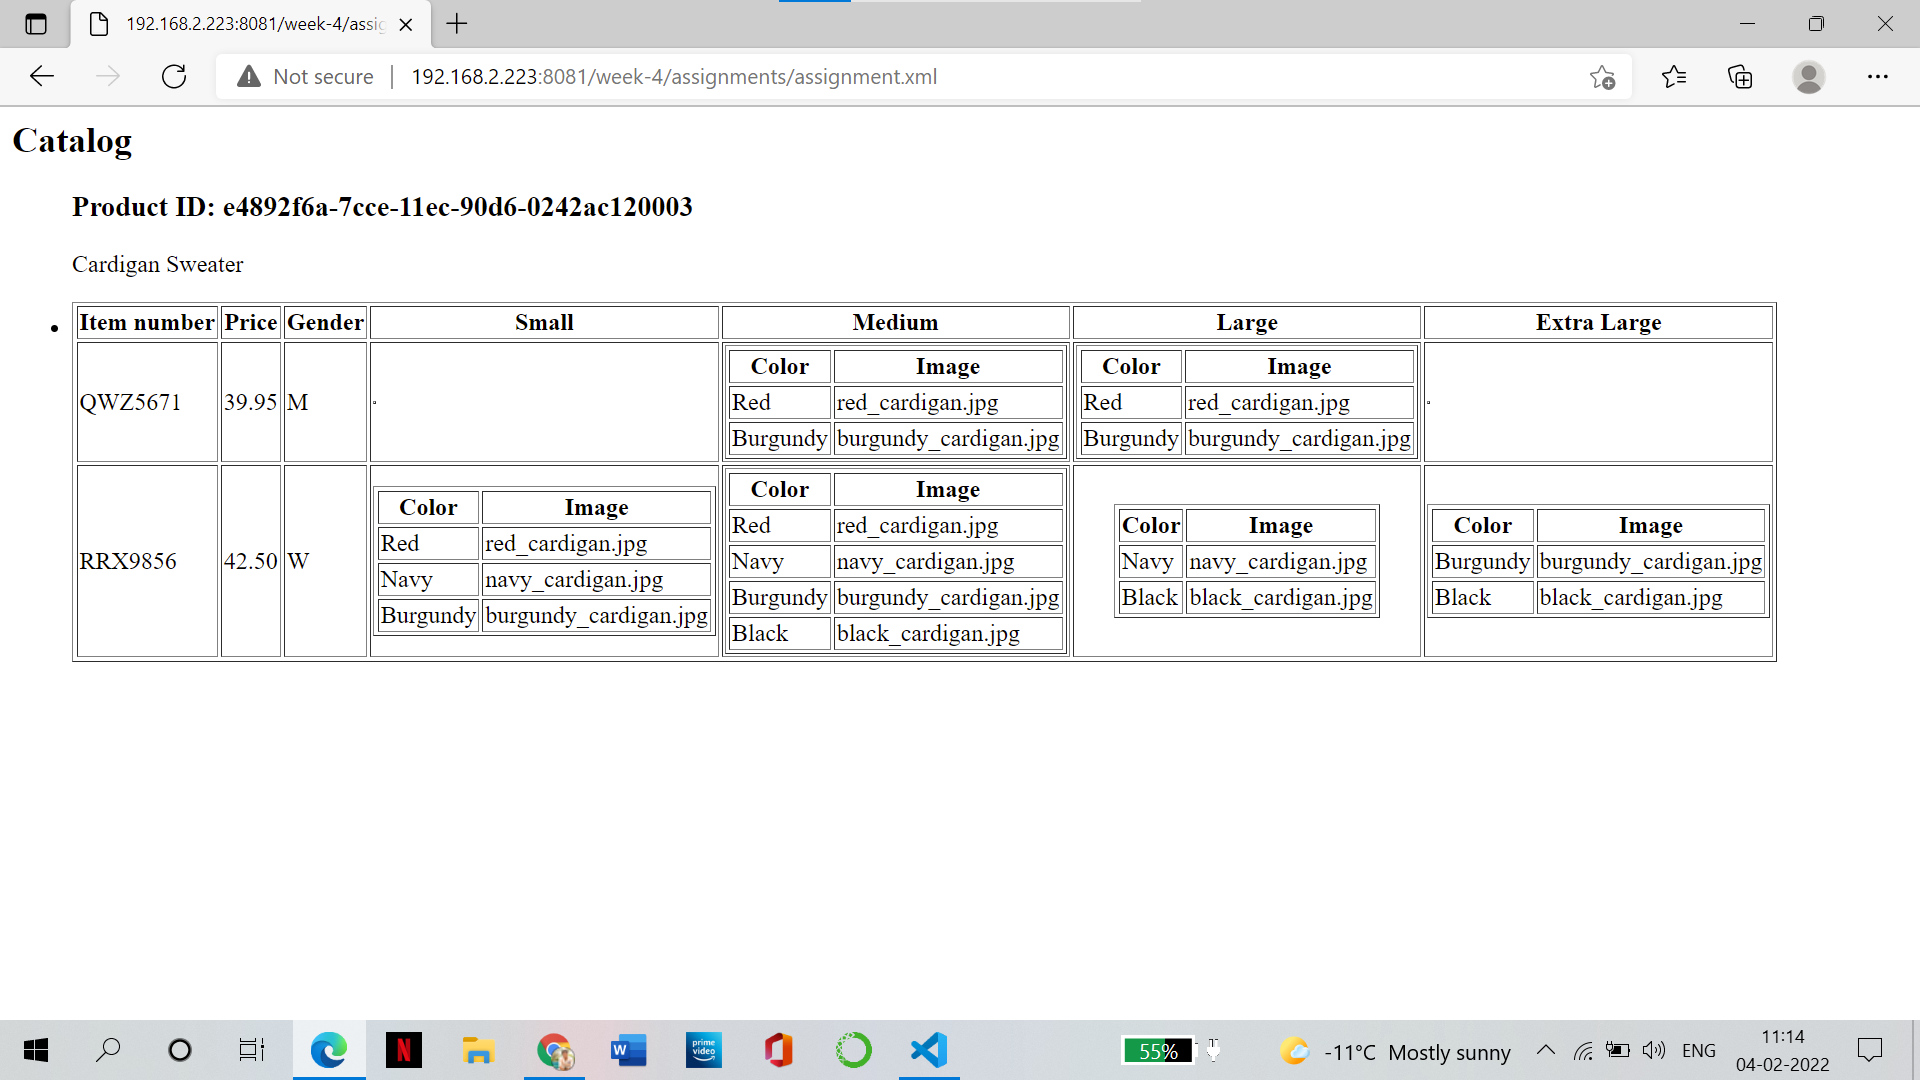 192.168.2.223:8081/week-4/assig
Not secure 192.168.2.223:8081/week-4/assignments/assignment.xml
Catalog
Product ID: e4892f6a-7cce-11ec-90d6-0242ac120003
Cardigan Sweater
Item number Price Gender Small Medium Large Extra Large
QWZ5671 39.95 M
Color Image
Red red_cardigan.jpg
Burgundy burgundy_cardigan.jpg
Color Image
Red red_cardigan.jpg
Burgundy burgundy_cardigan.jpg
RRX9856 42.50 W
Color Image
Red red_cardigan.jpg
Navy navy_cardigan.jpg
Burgundy burgundy_cardigan.jpg
Color Image
Red red_cardigan.jpg
Navy navy_cardigan.jpg
Burgundy burgundy_cardigan.jpg
Black black_cardigan.jpg
Color Image
Navy navy_cardigan.jpg
Black black_cardigan.jpg
Color Image
Burgundy burgundy_cardigan.jpg
Black black_cardigan.jpg
N W prime video 55% -11°C Mostly sunny ENG 11:14
04-02-2022